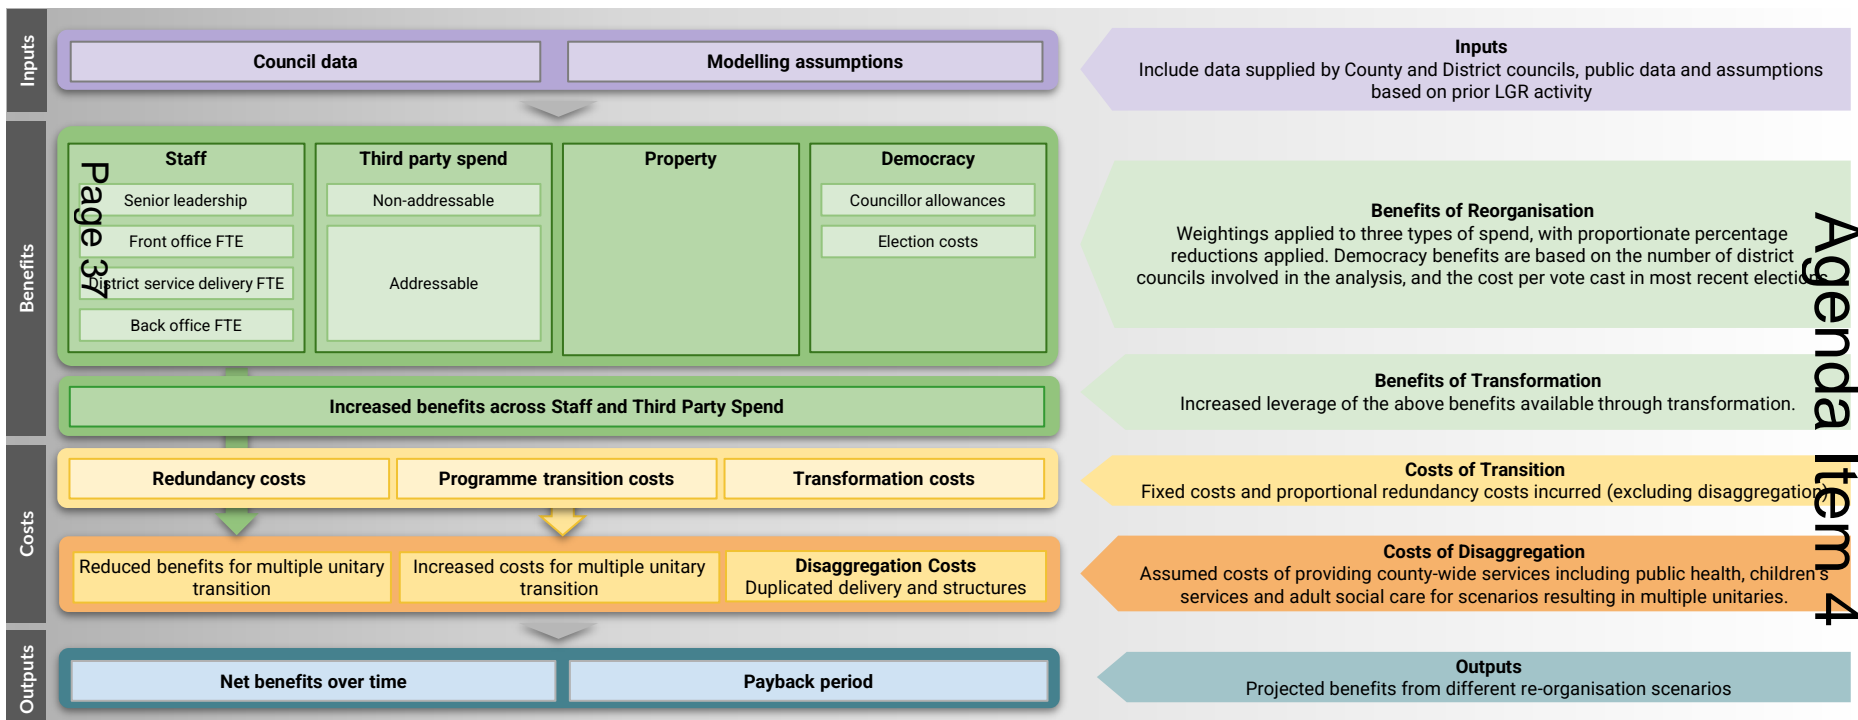 Inputs
Council data
Modelling assumptions
Inputs
Include data supplied by County and District councils, public data and assumptions
based on prior LGR activity
Benefits
Staff
Senior leadership
Front office FTE
District service delivery FTE
Back office FTE
Third party spend
Non-addressable
Addressable
Property
Democracy
Councillor allowances
Election costs
Page 37
Benefits of Reorganisation
Weightings applied to three types of spend, with proportionate percentage
reductions applied. Democracy benefits are based on the number of district
councils involved in the analysis, and the cost per vote cast in most recent elections.
Increased benefits across Staff and Third Party Spend
Benefits of Transformation
Increased leverage of the above benefits available through transformation.
Agenda Item 4
Costs
Redundancy costs
Programme transition costs
Transformation costs
Costs of Transition
Fixed costs and proportional redundancy costs incurred (excluding disaggregation)
Reduced benefits for multiple unitary
transition
Increased costs for multiple unitary
transition
Disaggregation Costs
Duplicated delivery and structures
Costs of Disaggregation
Assumed costs of providing county-wide services including public health, children's
services and adult social care for scenarios resulting in multiple unitaries.
Outputs
Net benefits over time
Payback period
Outputs
Projected benefits from different re-organisation scenarios